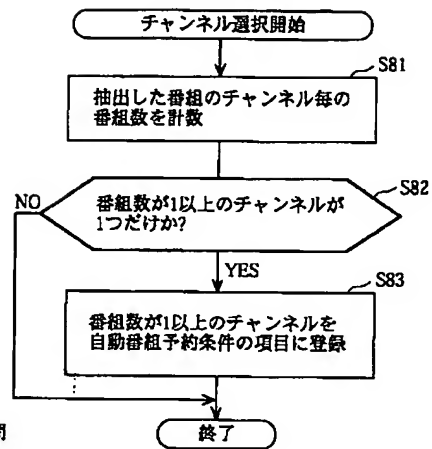 チャンネル選択開始
S81
抽出した番組のチャンネル毎の
番組数を計数
S82
番組数が1以上のチャンネルが
1つだけか?
NO
YES
S83
番組数が1以上のチャンネルを
自動番組予約条件の項目に登録
終了